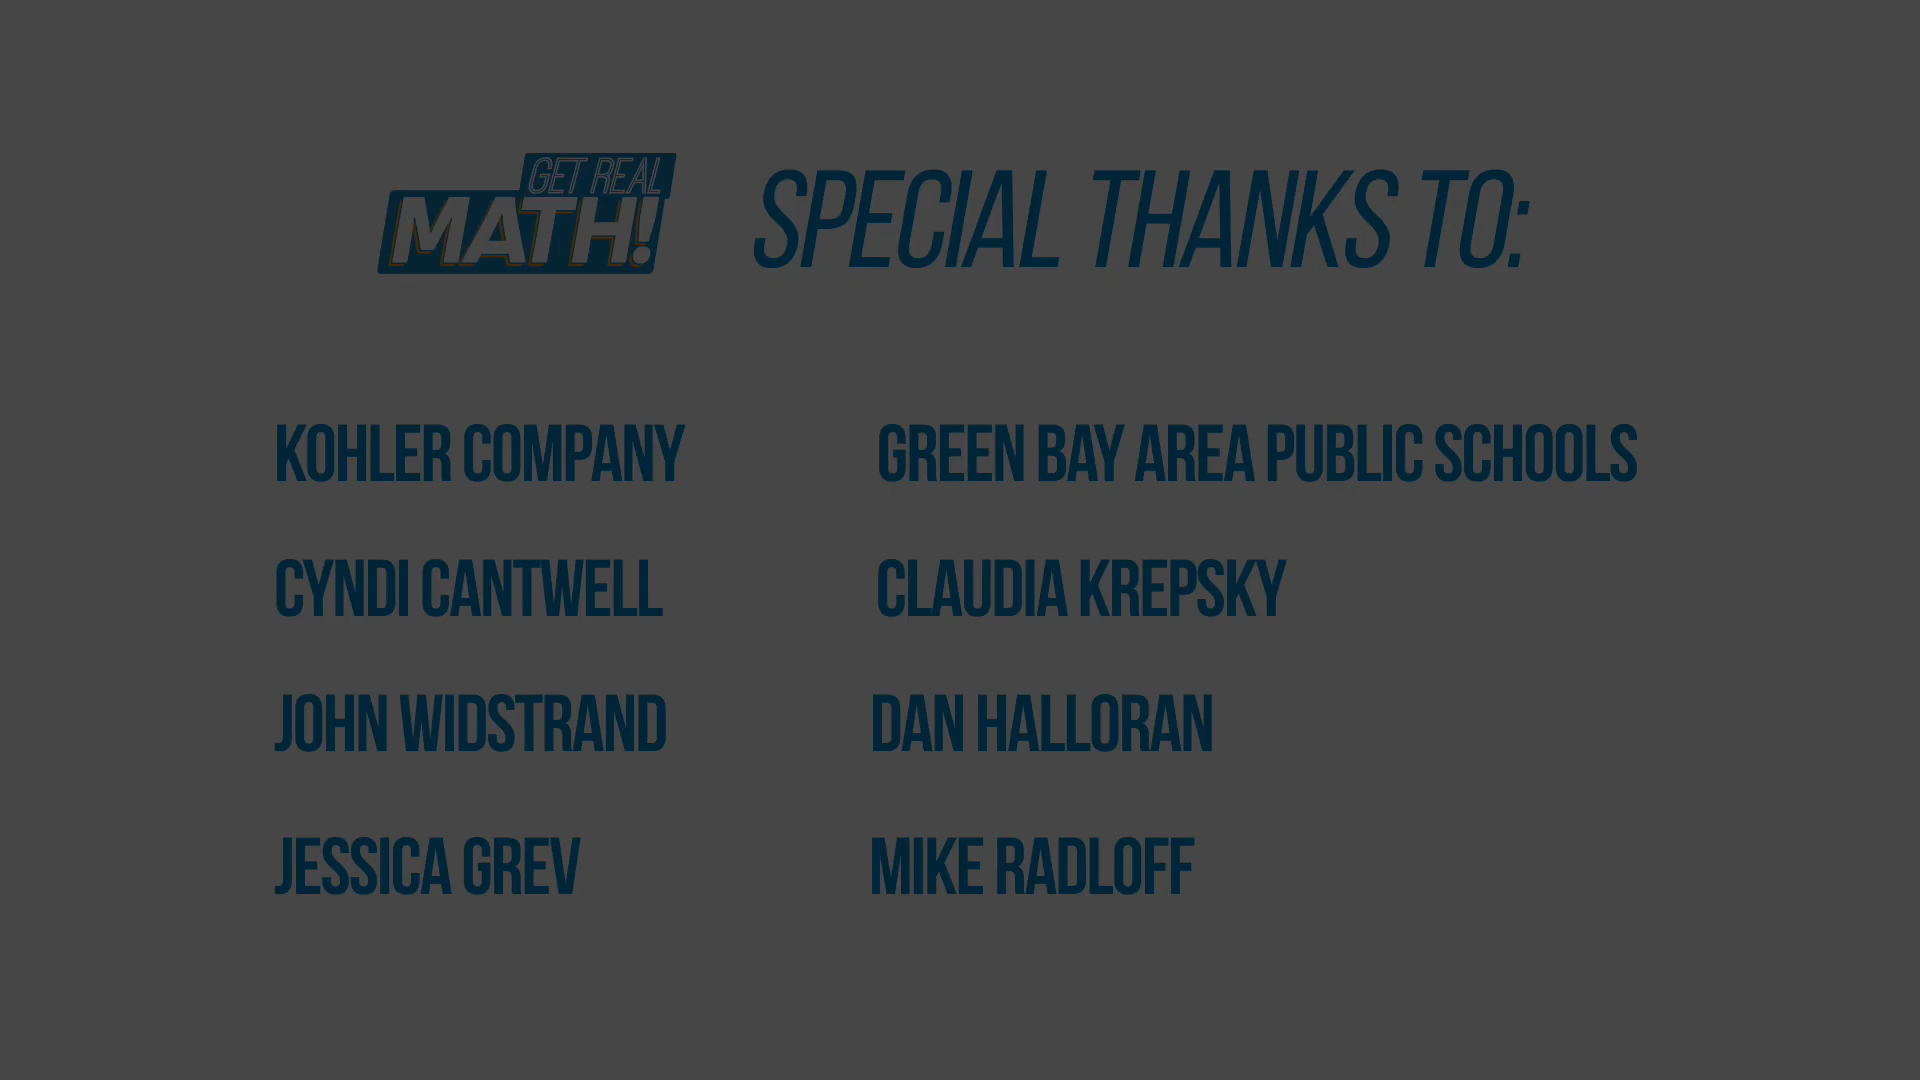 GET REAL
MATH!
SPECIAL THANKS TO:
KOHLER COMPANY
GREEN BAY AREA PUBLIC SCHOOLS
CYNDI CANTWELL
CLAUDIA KREPSKY
JOHN WIDSTRAND
DAN HALLORAN
JESSICA GREV
MIKE RADLOFF